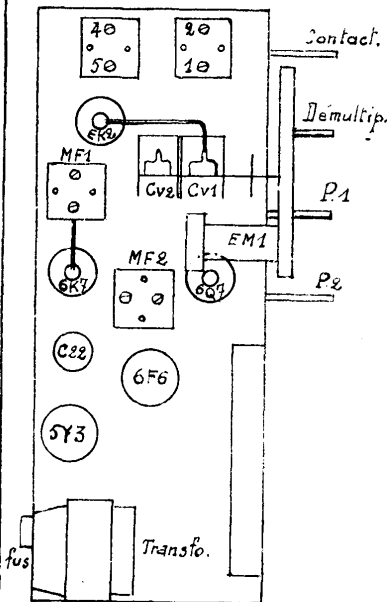 4 2
5 1
Contact.
Démultip.
EK2
MF1
Cv2 Cv1
P.1
EM1
MF2
6K7
6Q7
P.2
C22
6F6
5Y3
fus
Transfo.